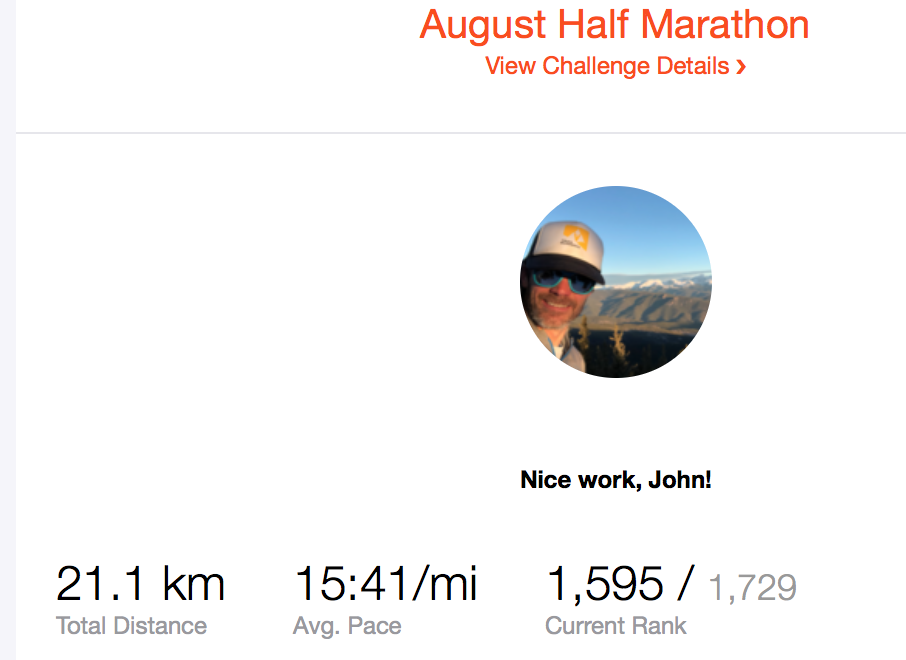 August Half Marathon
View Challenge Details ›
Nice work, John!
21.1 km 15:41/mi 1,595 / 1,729
Total Distance Avg. Pace Current Rank